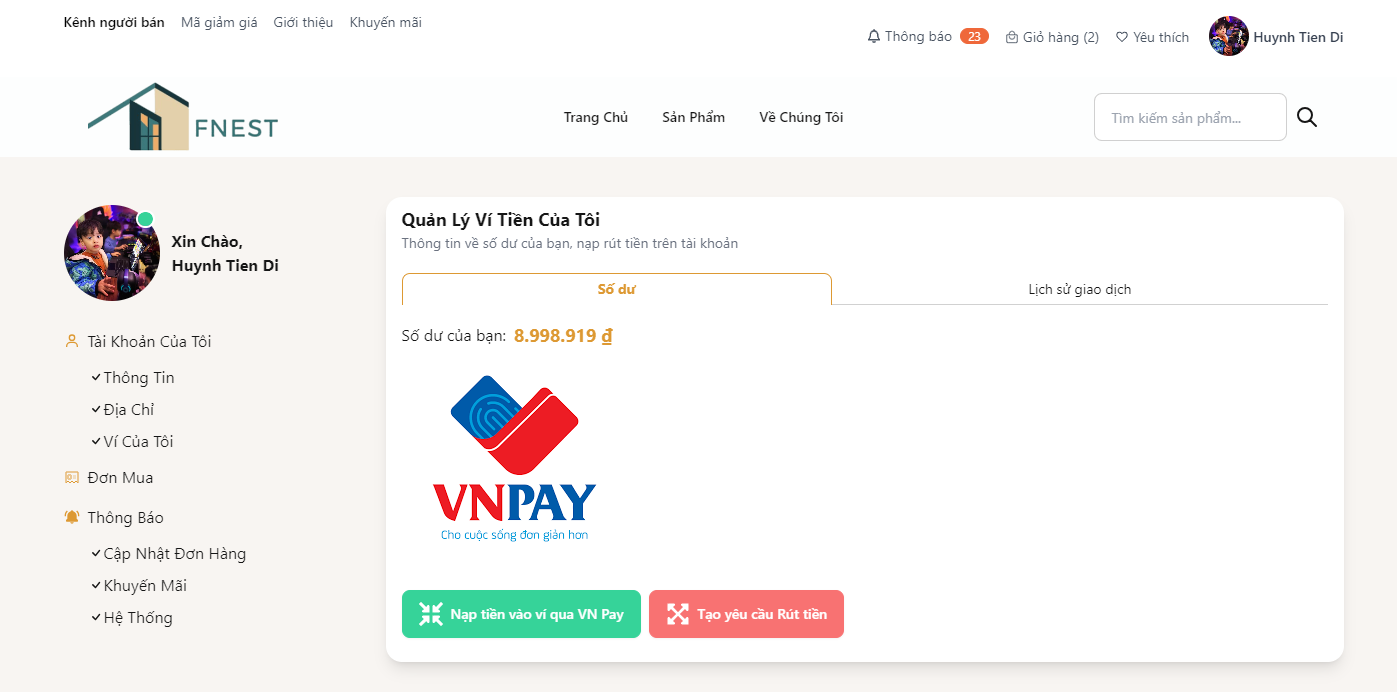 Kênh người bán Mã giảm giá Giới thiệu Khuyến mãi
Thông báo 23 Giỏ hàng (2) Yêu thích Huynh Tien Di
FNEST
Trang Chủ Sản Phẩm Về Chúng Tôi
Tìm kiếm sản phẩm...
Xin Chào,
Huynh Tien Di
Tài Khoản Của Tôi
Thông Tin
Địa Chỉ
Ví Của Tôi
Đơn Mua
Thông Báo
Cập Nhật Đơn Hàng
Khuyến Mãi
Hệ Thống
Quản Lý Ví Tiền Của Tôi
Thông tin về số dư của bạn, nạp rút tiền trên tài khoản
Số dư Lịch sử giao dịch
Số dư của bạn: 8.998.919 ₫
VNPAY
Cho cuộc sống đơn giản hơn
Nạp tiền vào ví qua VN Pay Tạo yêu cầu Rút tiền